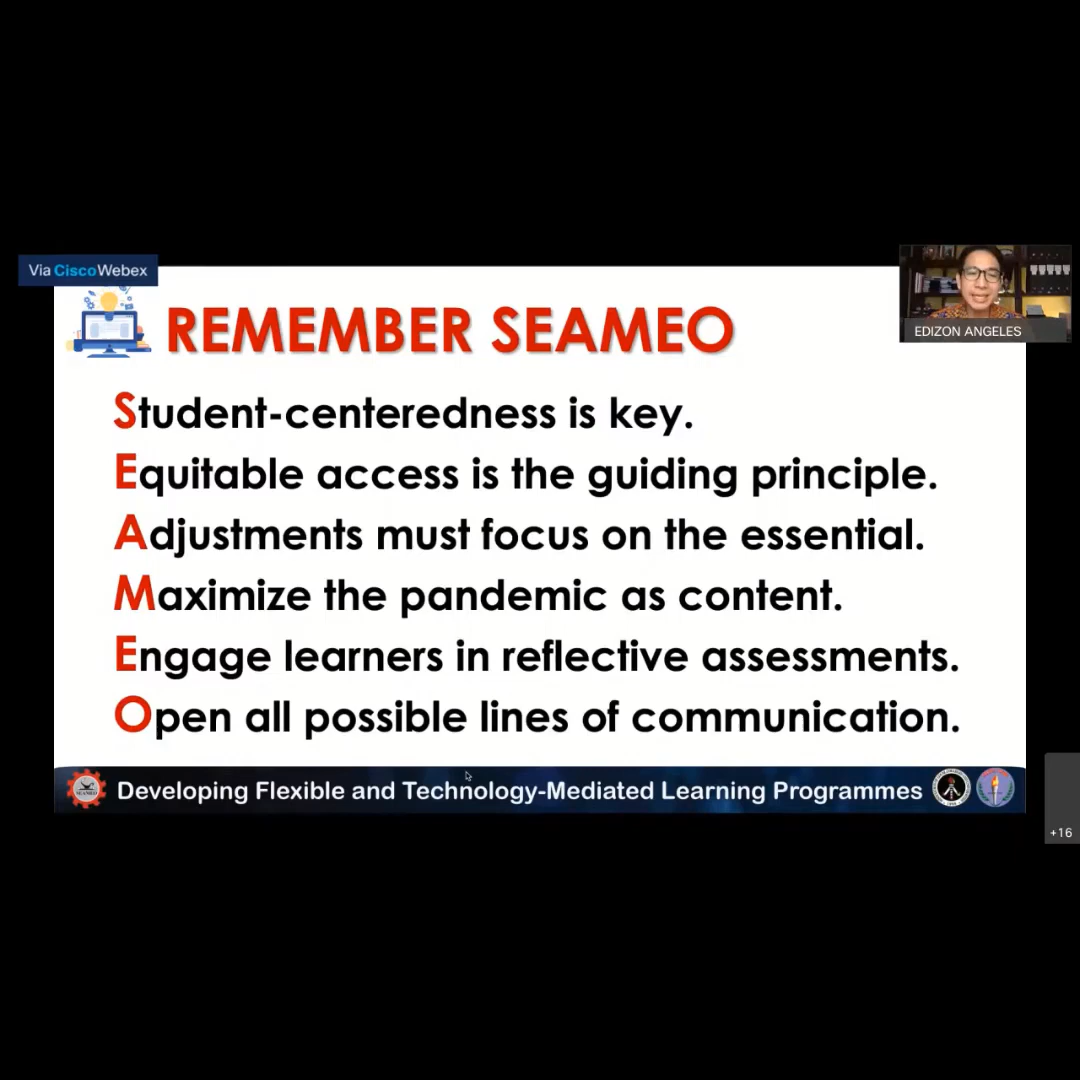 Via CiscoWebex
REMEMBER SEAMEO
EDIZON ANGELES
Student-centeredness is key.
Equitable access is the guiding principle.
Adjustments must focus on the essential.
Maximize the pandemic as content.
Engage learners in reflective assessments.
Open all possible lines of communication.
SEAMEO
Developing Flexible and Technology-Mediated Learning Programmes
+16